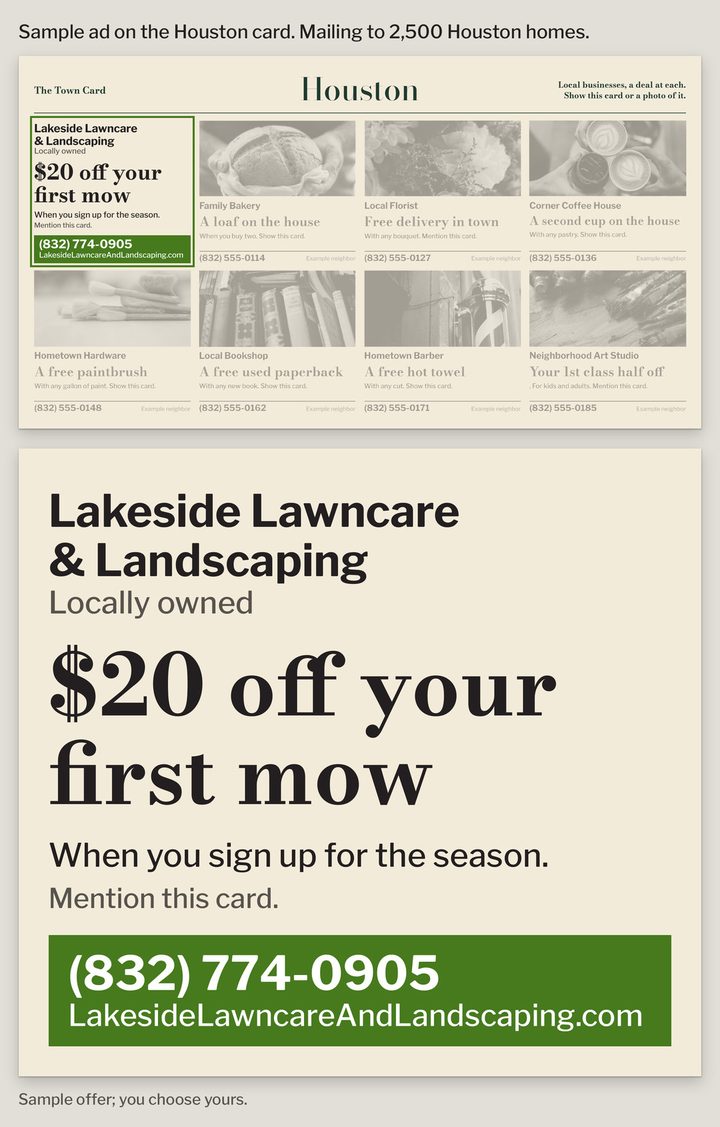 Sample ad on the Houston card. Mailing to 2,500 Houston homes.
The Town Card
Houston
Local businesses, a deal at each.
Show this card or a photo of it.
Lakeside Lawncare
& Landscaping
Locally owned
$20 off your
first mow
When you sign up for the season.
Mention this card.
(832) 774-0905
LakesideLawncareAndLandscaping.com
Family Bakery
A loaf on the house
When you buy two. Show this card.
(832) 555-0114
Example neighbor
Local Florist
Free delivery in town
With any bouquet. Mention this card.
(832) 555-0127
Corner Coffee House
A second cup on the house
With any pastry. Show this card.
(832) 555-0136
Example neighbor
Hometown Hardware
A free paintbrush
With any gallon of paint. Show this card.
(832) 555-0148
Example neighbor
Local Bookshop
A free used paperback
With any new book. Show this card.
(832) 555-0162
Example neighbor
Hometown Barber
A free hot towel
With any cut. Show this card.
(832) 555-0171
Example neighbor
Neighborhood Art Studio
Your 1st class half off
For kids and adults. Mention this card.
(832) 555-0185
Example neighbor
Lakeside Lawncare
& Landscaping
Locally owned
$20 off your
first mow
When you sign up for the season.
Mention this card.
(832) 774-0905
LakesideLawncareAndLandscaping.com
Sample offer; you choose yours.